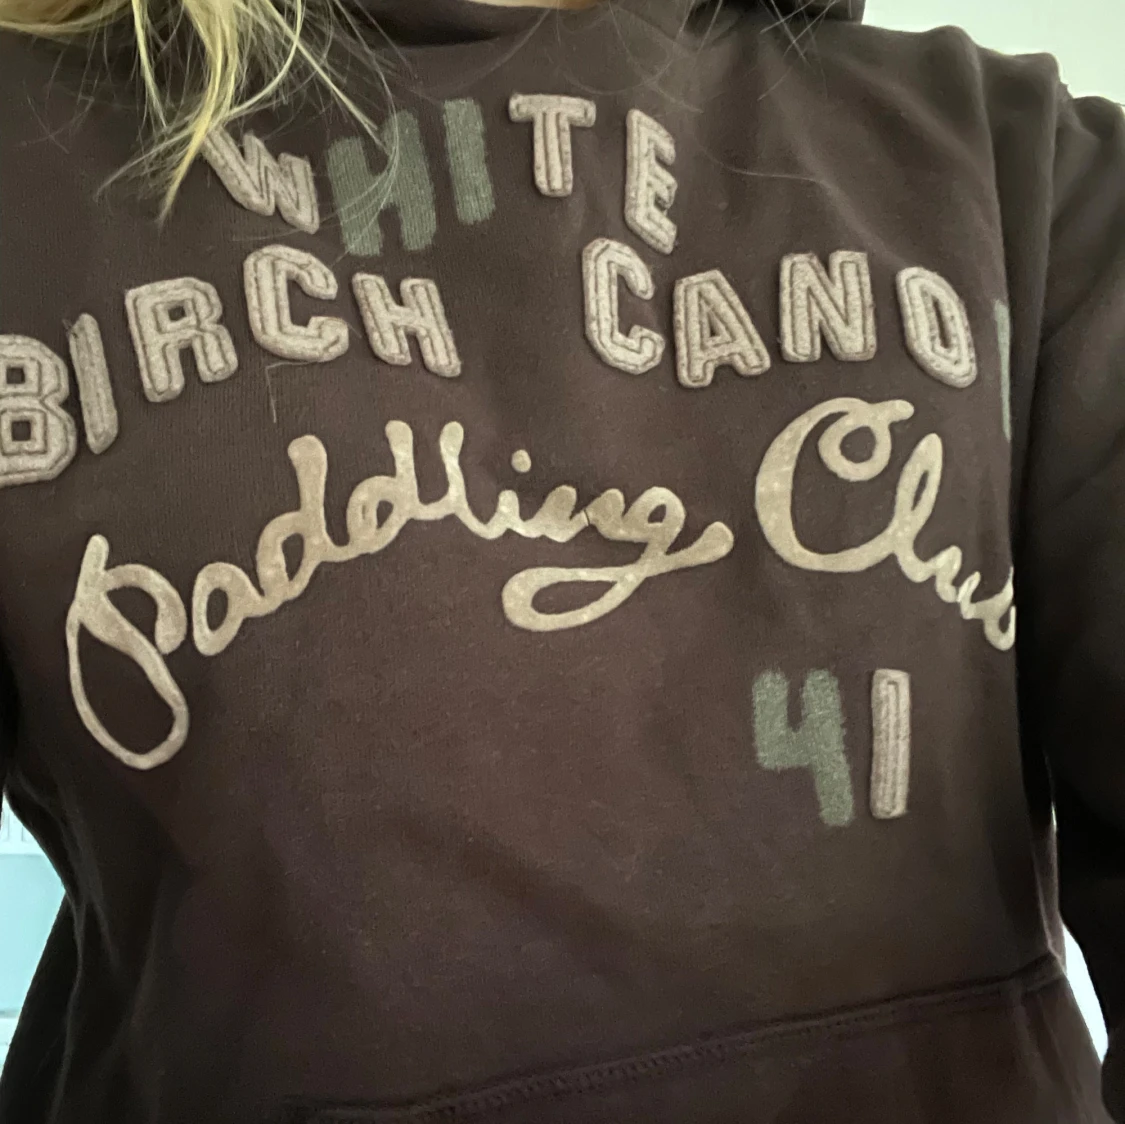 WHITE
BIRCH CANO
Paddling Club
41